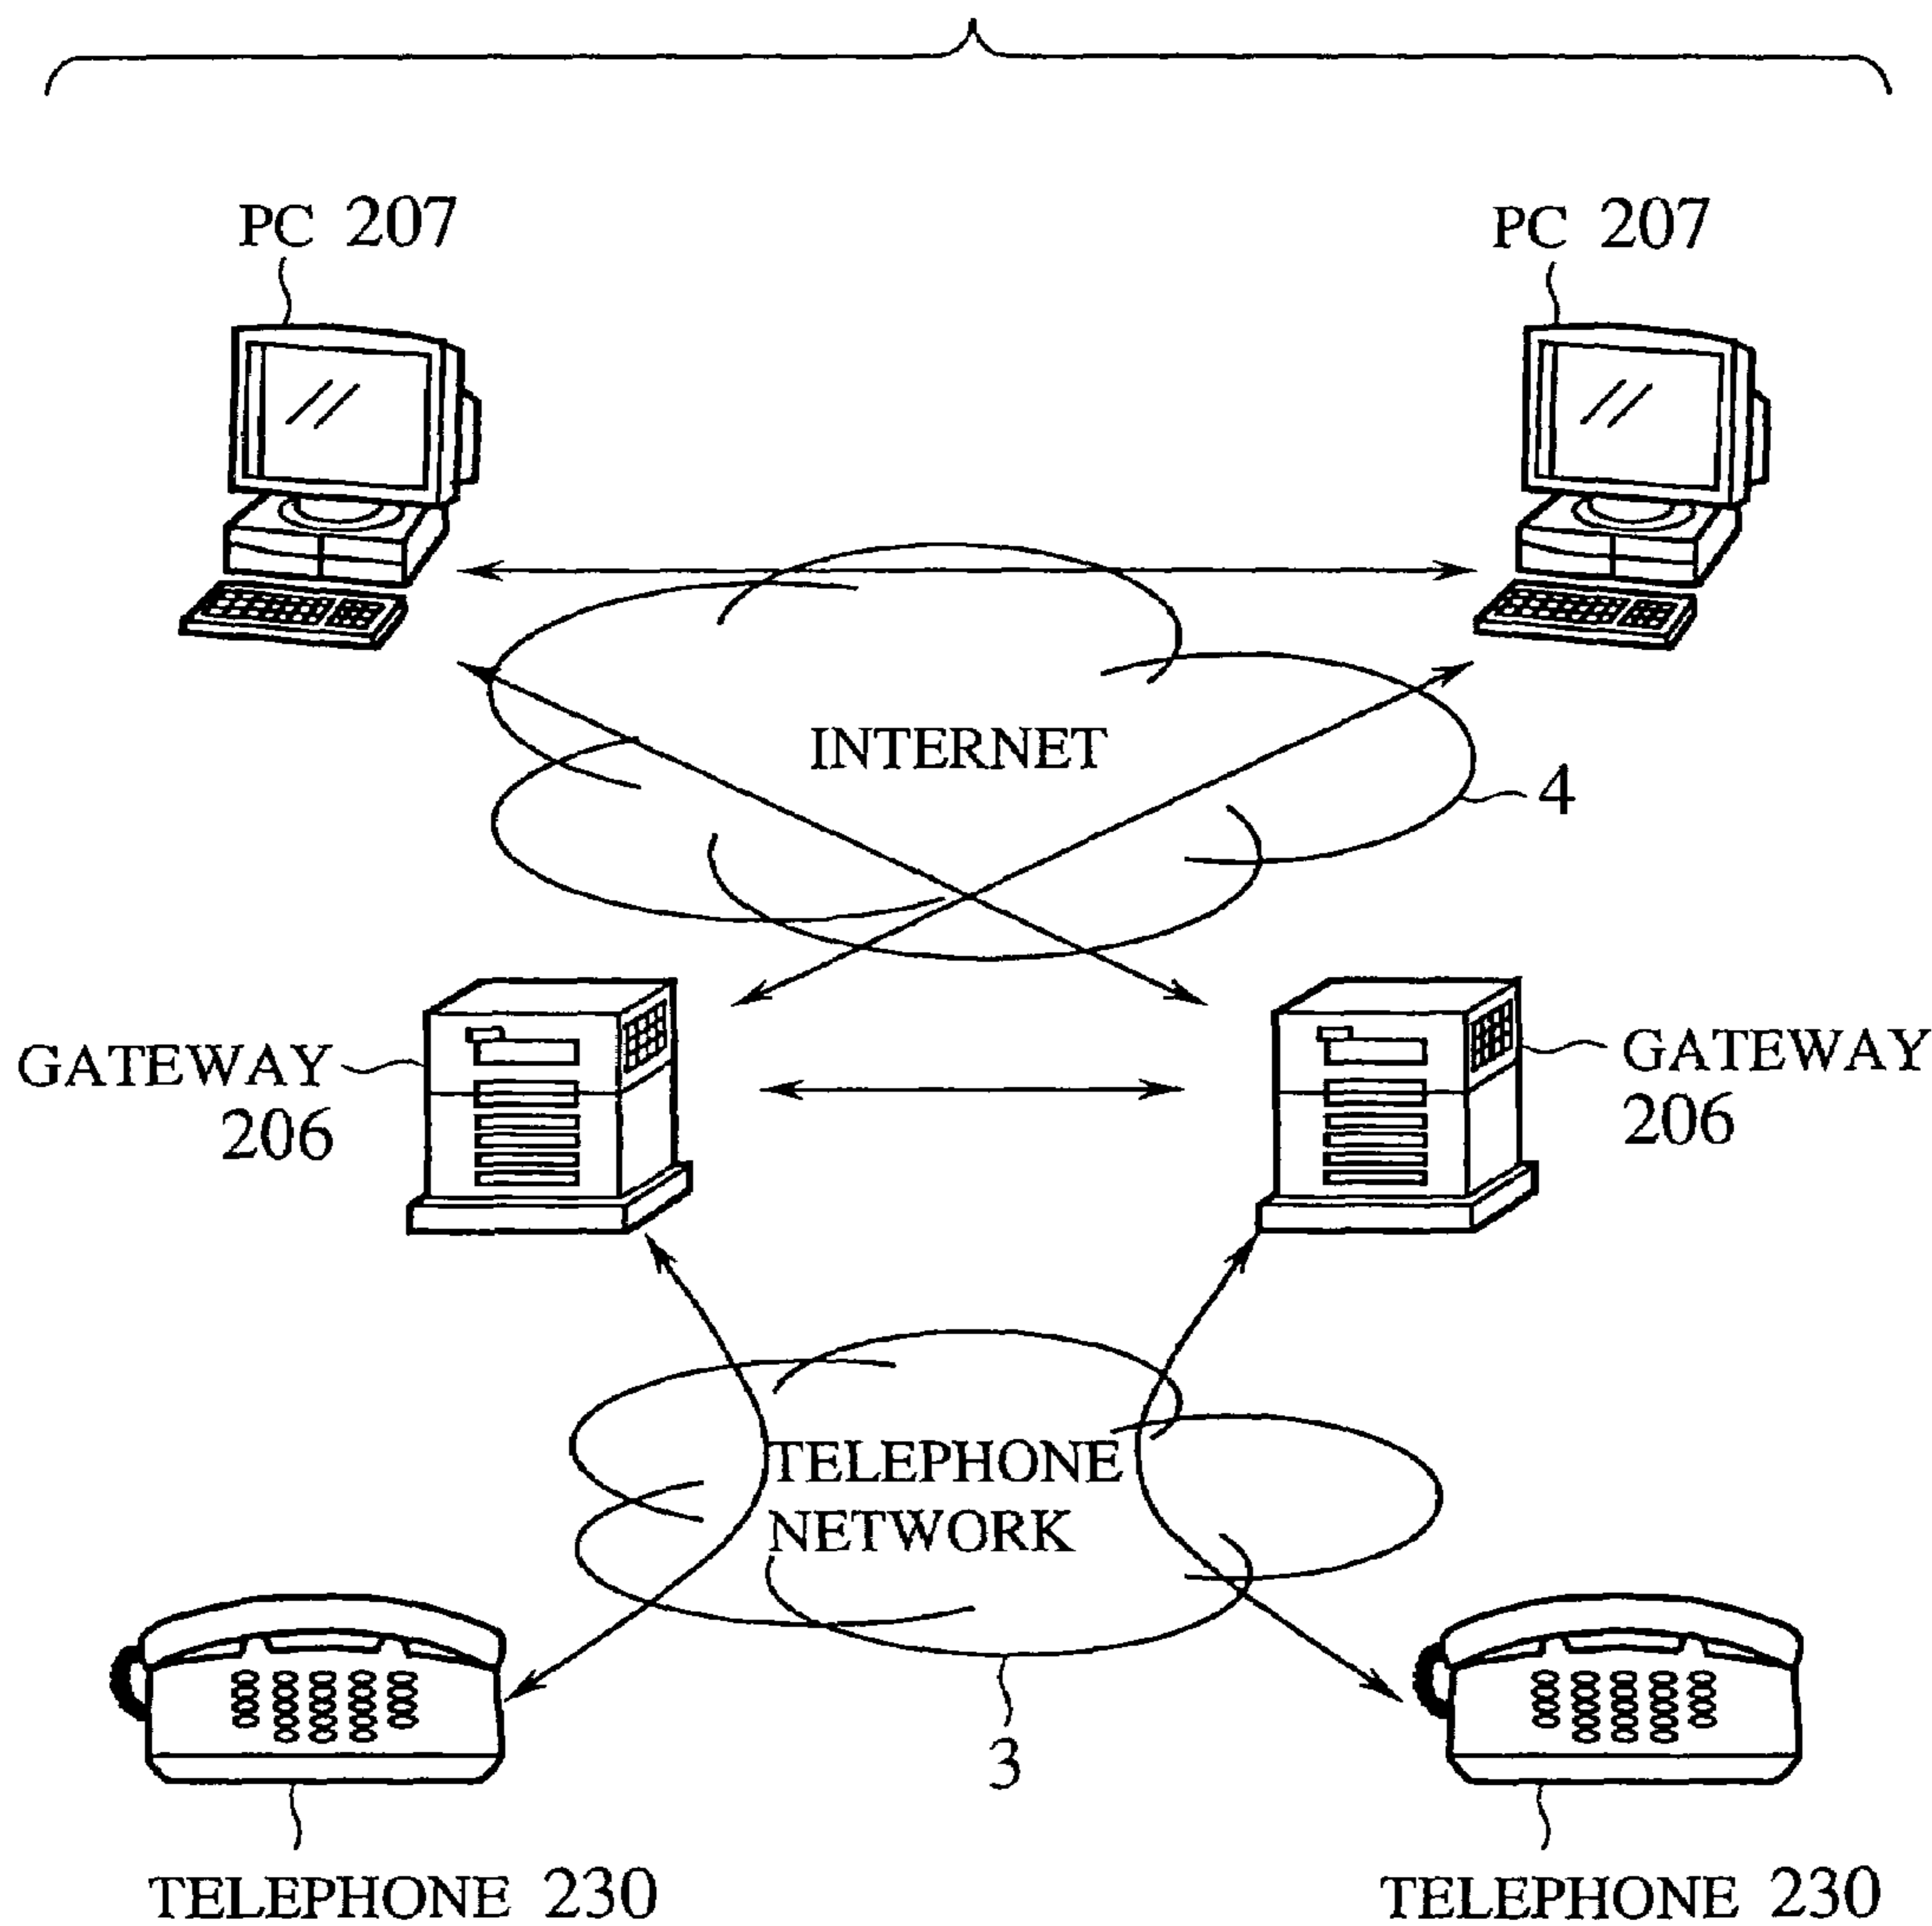 PC 207
PC 207
INTERNET
4
GATEWAY
206
GATEWAY
206
TELEPHONE
NETWORK
3
TELEPHONE 230
TELEPHONE 230